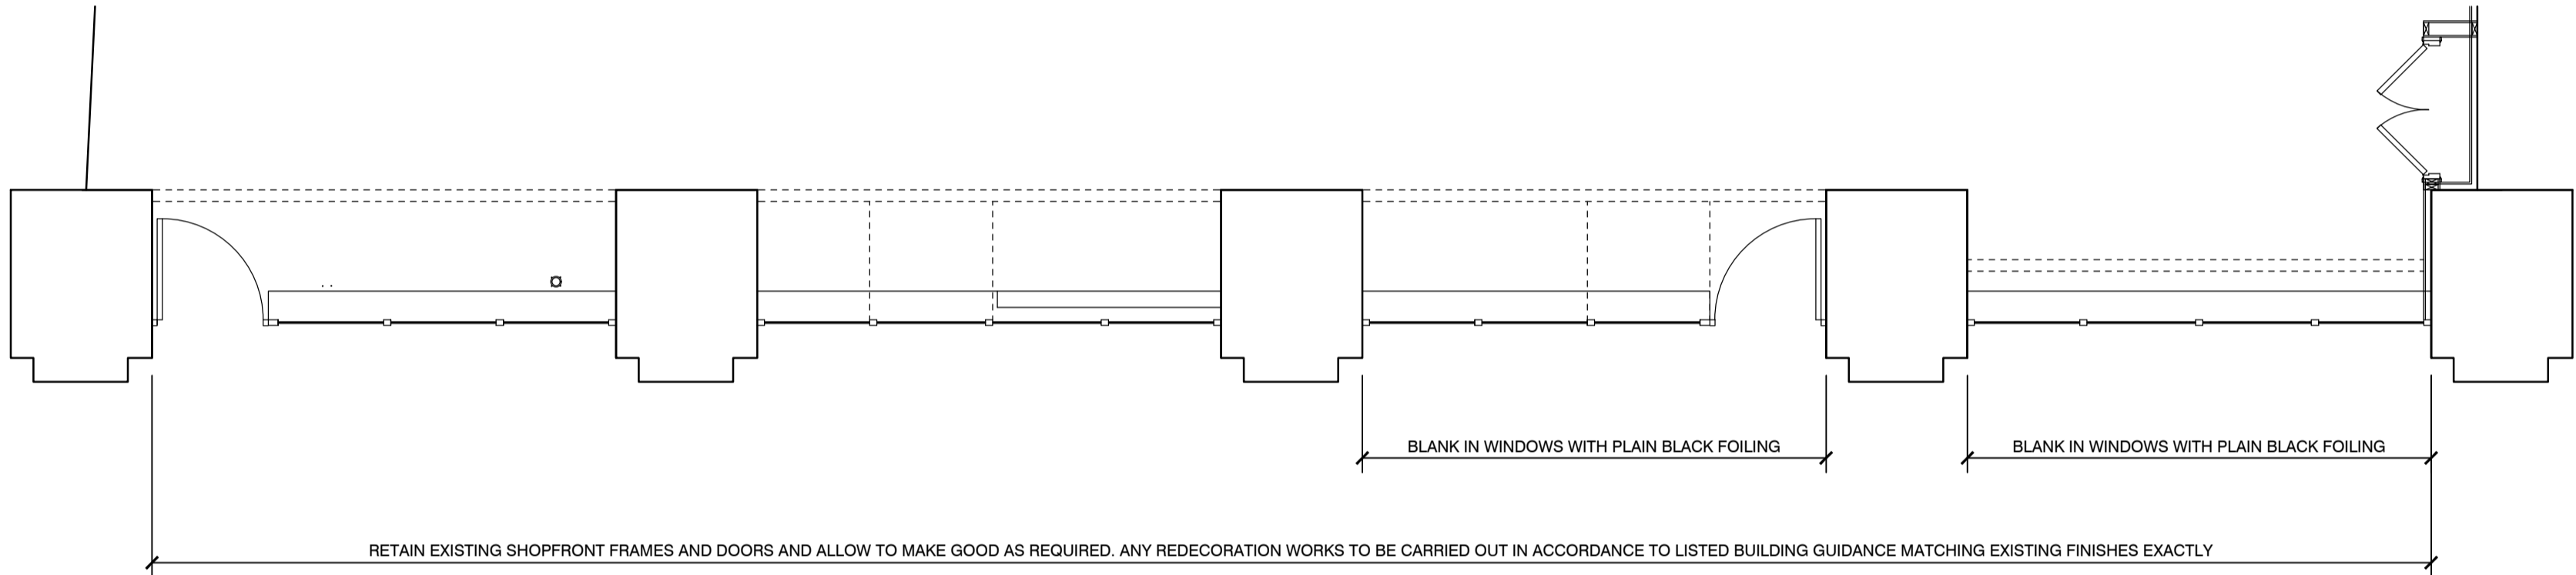 BLANK IN WINDOWS WITH PLAIN BLACK FOILING
BLANK IN WINDOWS WITH PLAIN BLACK FOILING
RETAIN EXISTING SHOPFRONT FRAMES AND DOORS AND ALLOW TO MAKE GOOD AS REQUIRED. ANY REDECORATION WORKS TO BE CARRIED OUT IN ACCORDANCE TO LISTED BUILDING GUIDANCE MATCHING EXISTING FINISHES EXACTLY